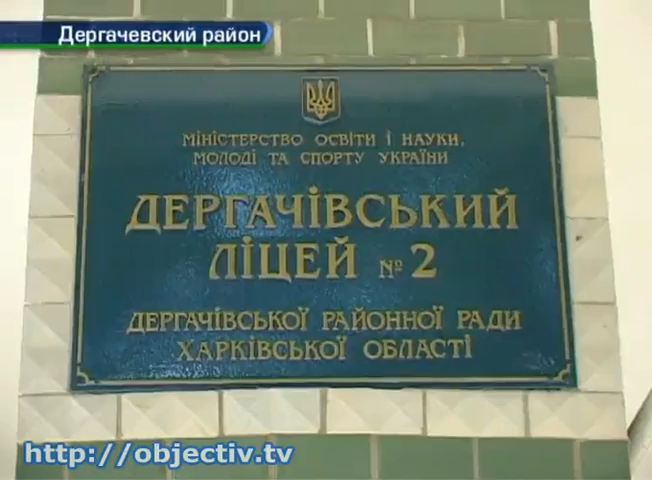 Дергачевский район
МІНІСТЕРСТВО ОСВІТИ І НАУКИ,
МОЛОДІ ТА СПОРТУ УКРАЇНИ
ДЕРГАЧІВСЬКИЙ
ЛІЦЕЙ № 2
ДЕРГАЧІВСЬКОЇ РАЙОННОЇ РАДИ
ХАРКІВСЬКОЇ ОБЛАСТІ
http://objectiv.tv